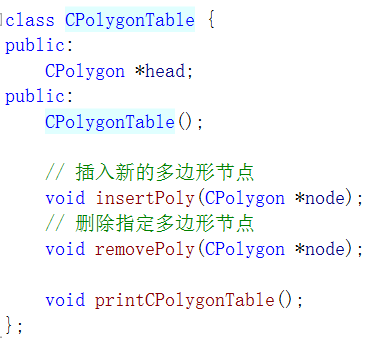 class CPolygonTable {
public:
    CPolygon *head;
public:
    CPolygonTable();
    // 插入新的多边形节点
    void insertPoly(CPolygon *node);
    // 删除指定多边形节点
    void removePoly(CPolygon *node);
    void printCPolygonTable();
};